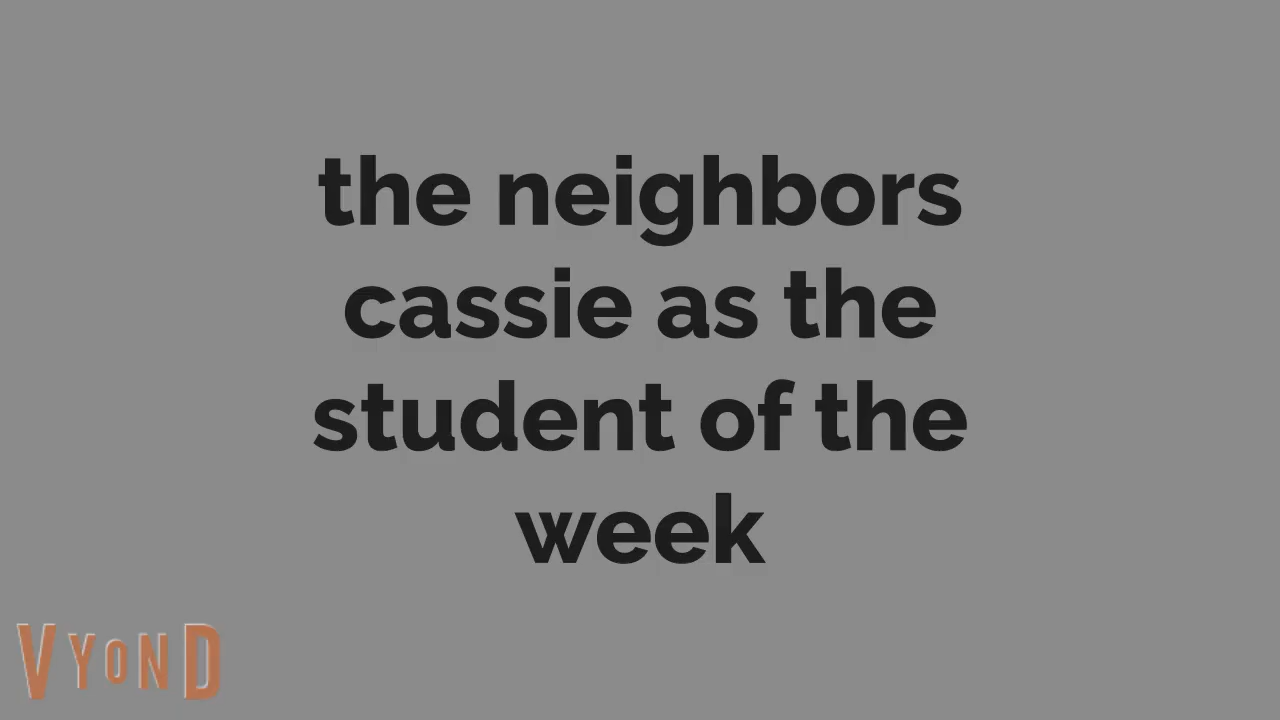 the neighbors
cassie as the
student of the
week
VYOND